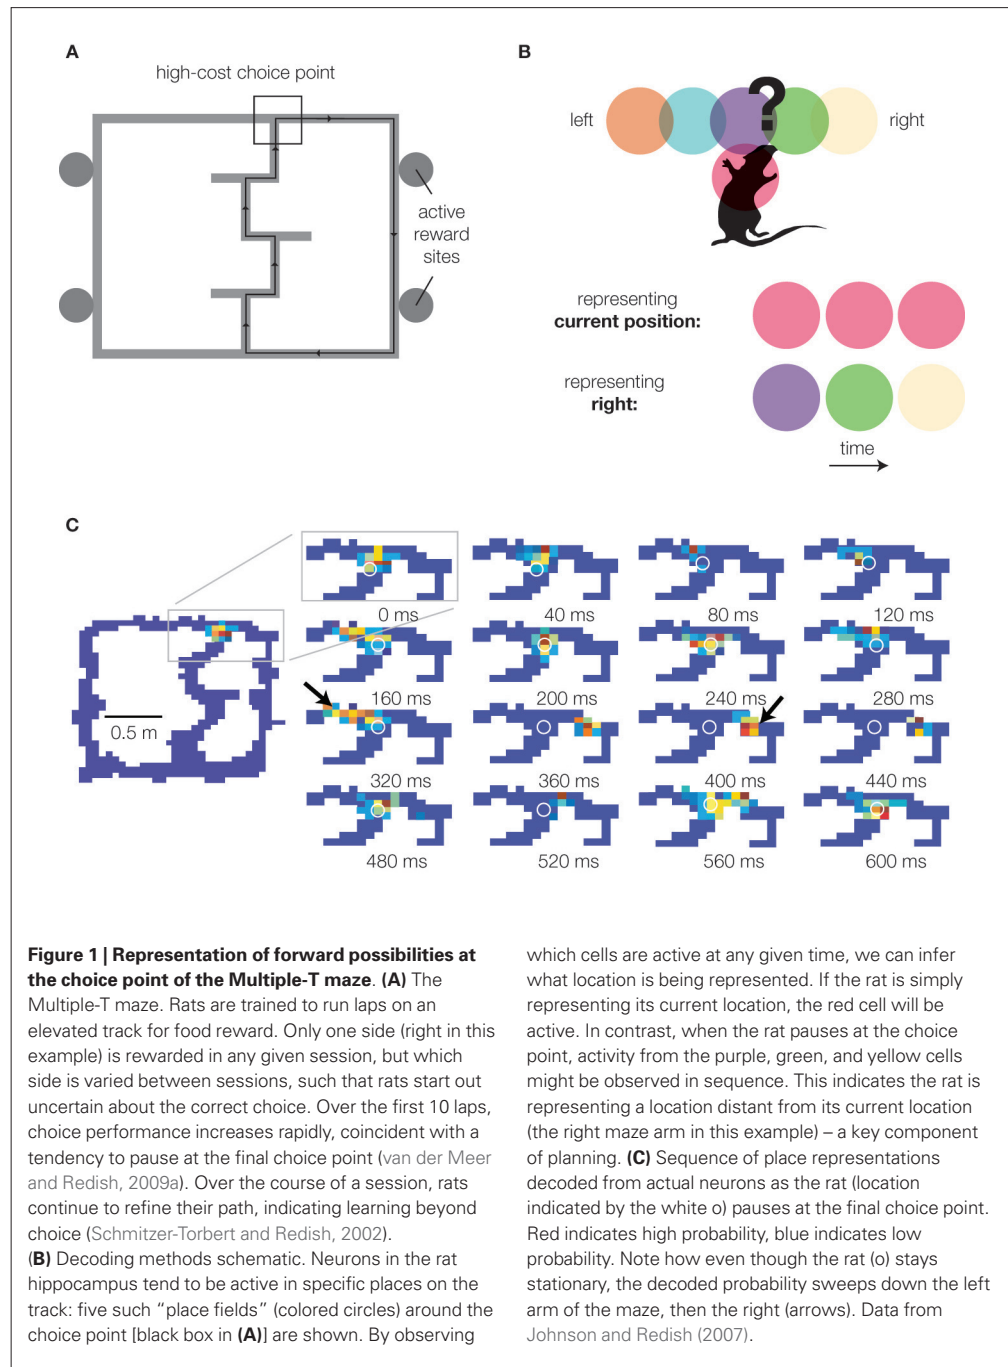 A
high-cost choice point
active
reward
sites
B
left
?
right
representing
current position:
representing
right:
time
C
0.5 m
0 ms
40 ms
80 ms
120 ms
160 ms
200 ms
240 ms
280 ms
320 ms
360 ms
400 ms
440 ms
480 ms
520 ms
560 ms
600 ms
Figure 1 | Representation of forward possibilities at
the choice point of the Multiple-T maze. (A) The
Multiple-T maze. Rats are trained to run laps on an
elevated track for food reward. Only one side (right in this
example) is rewarded in any given session, but which
side is varied between sessions, such that rats start out
uncertain about the correct choice. Over the first 10 laps,
choice performance increases rapidly, coincident with a
tendency to pause at the final choice point (van der Meer
and Redish, 2009a). Over the course of a session, rats
continue to refine their path, indicating learning beyond
choice (Schmitzer-Torbert and Redish, 2002).
(B) Decoding methods schematic. Neurons in the rat
hippocampus tend to be active in specific places on the
track: five such “place fields” (colored circles) around the
choice point [black box in (A)] are shown. By observing
which cells are active at any given time, we can infer
what location is being represented. If the rat is simply
representing its current location, the red cell will be
active. In contrast, when the rat pauses at the choice
point, activity from the purple, green, and yellow cells
might be observed in sequence. This indicates the rat is
representing a location distant from its current location
(the right maze arm in this example) – a key component
of planning. (C) Sequence of place representations
decoded from actual neurons as the rat (location
indicated by the white o) pauses at the final choice point.
Red indicates high probability, blue indicates low
probability. Note how even though the rat (o) stays
stationary, the decoded probability sweeps down the left
arm of the maze, then the right (arrows). Data from
Johnson and Redish (2007).